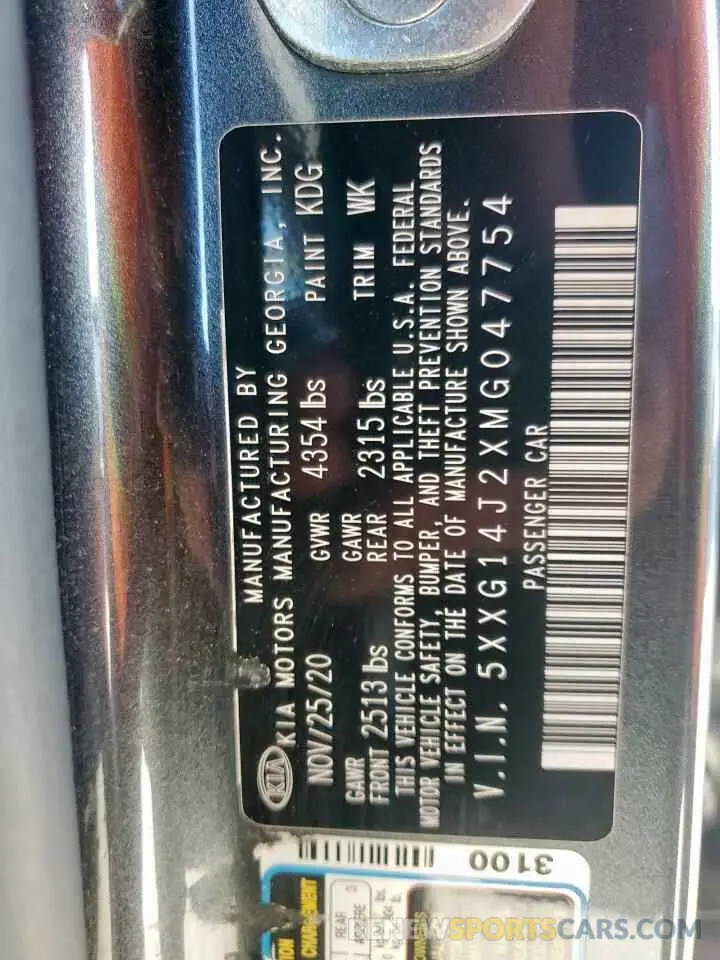 MANUFACTURED BY
KIA KIA MOTORS MANUFACTURING GEORGIA, INC.
NOV/25/20 GVWR 4354 lbs PAINT KDG
GAWR GAWR
FRONT 2513 lbs REAR 2315 lbs TRIM WK
THIS VEHICLE CONFORMS TO ALL APPLICABLE U.S.A. FEDERAL
MOTOR VEHICLE SAFETY, BUMPER, AND THEFT PREVENTION STANDARDS
IN EFFECT ON THE DATE OF MANUFACTURE SHOWN ABOVE.
V.I.N. 5XXG14J2XMG047754
PASSENGER CAR
3100
REAR
NEWSPORTSCARS.COM